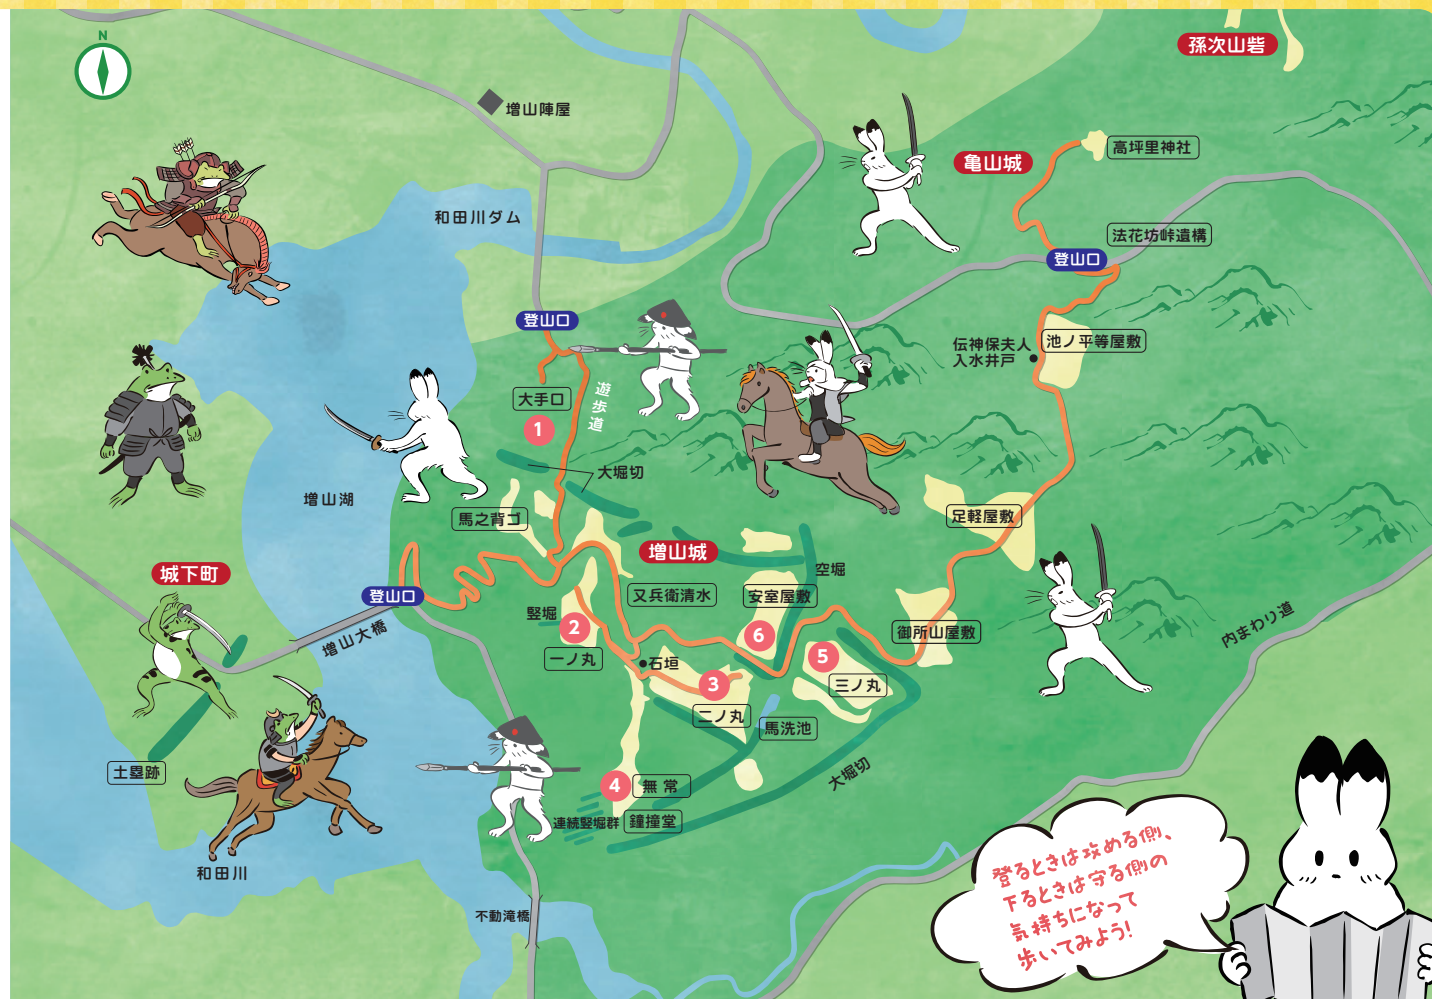 N
孫次山砦
増山陣屋
高坪里神社
亀山城
和田川ダム
法花坊峠遺構
登山口
登山口
伝神保夫人
入水井戸
池ノ平等屋敷
遊歩道
大手口
1
大堀切
増山湖
馬之背ゴ
足軽屋敷
増山城
空堀
城下町
登山口
又兵衛清水
安室屋敷
竪堀
2
6
御所山屋敷
内まわり道
増山大橋
一ノ丸
石垣
5
三ノ丸
3
二ノ丸
馬洗池
土塁跡
4
無常
大堀切
連続竪堀群
鐘撞堂
和田川
不動滝橋
登るときは攻める側、
下るときは守る側の
気持ちになって
歩いてみよう!